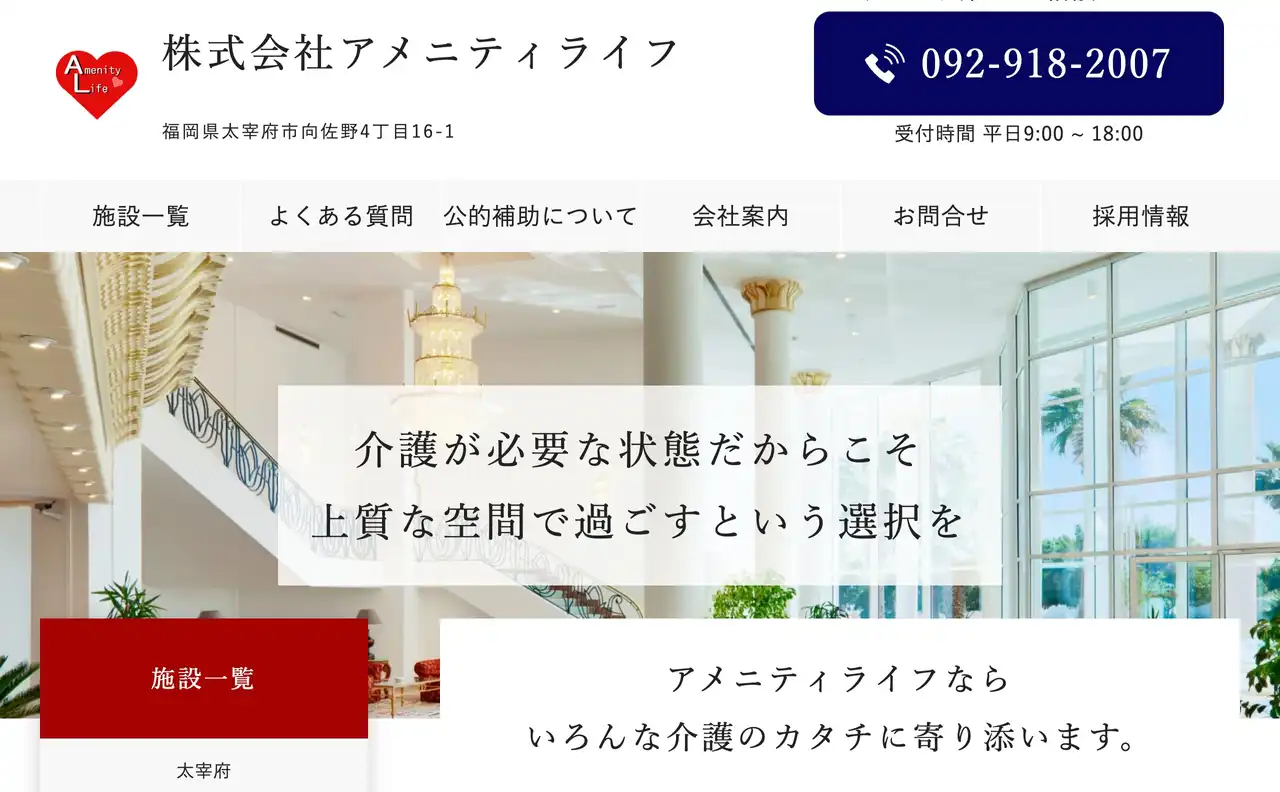 Amenity
Life
株式会社アメニティライフ
福岡県太宰府市向佐野4丁目16-1
092-918-2007
受付時間 平日9:00 ~ 18:00
施設一覧
よくある質問
公的補助について
会社案内
お問合せ
採用情報
介護が必要な状態だからこそ
上質な空間で過ごすという選択を
施設一覧
太宰府
アメニティライフなら
いろんな介護のカタチに寄り添います。